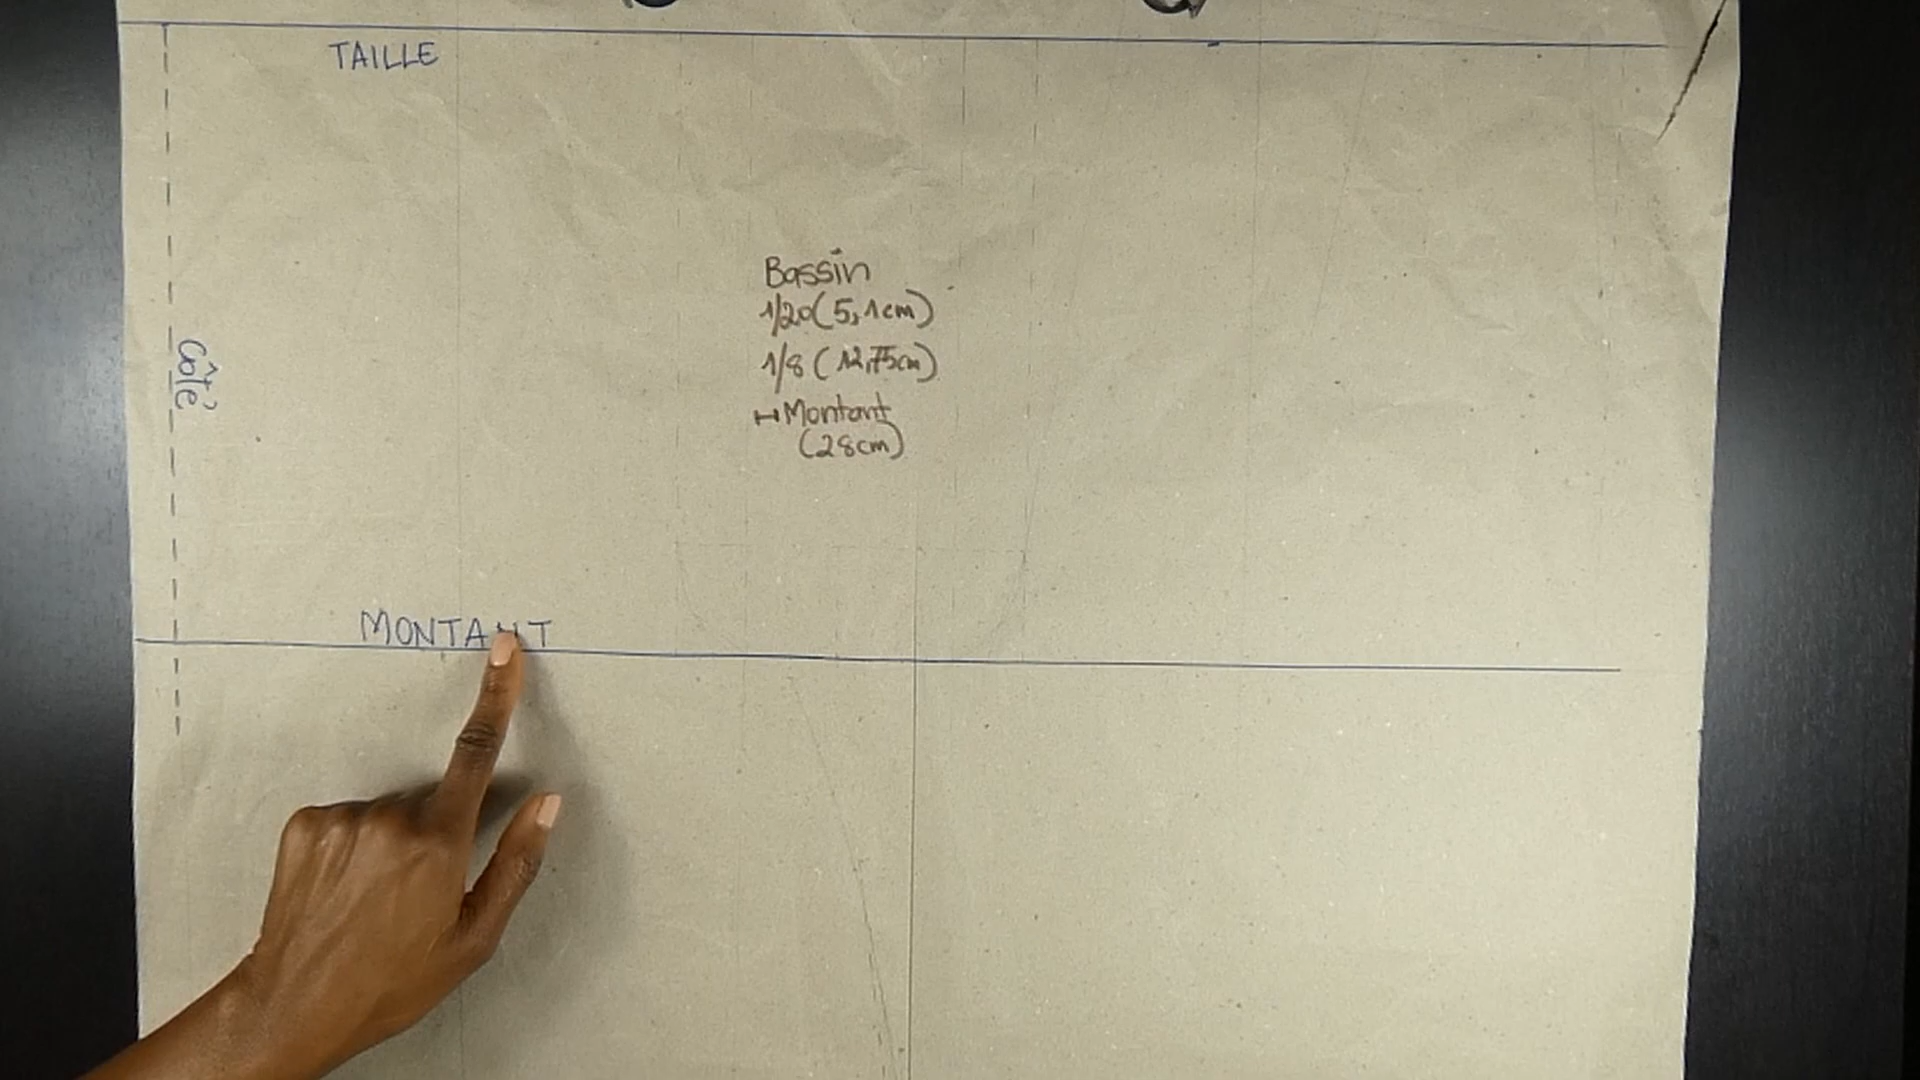 TAILLE
Bassin
1/20(5,1cm)
1/8 (12,75cm)
Côté
Montant
(28cm)
MONTANT